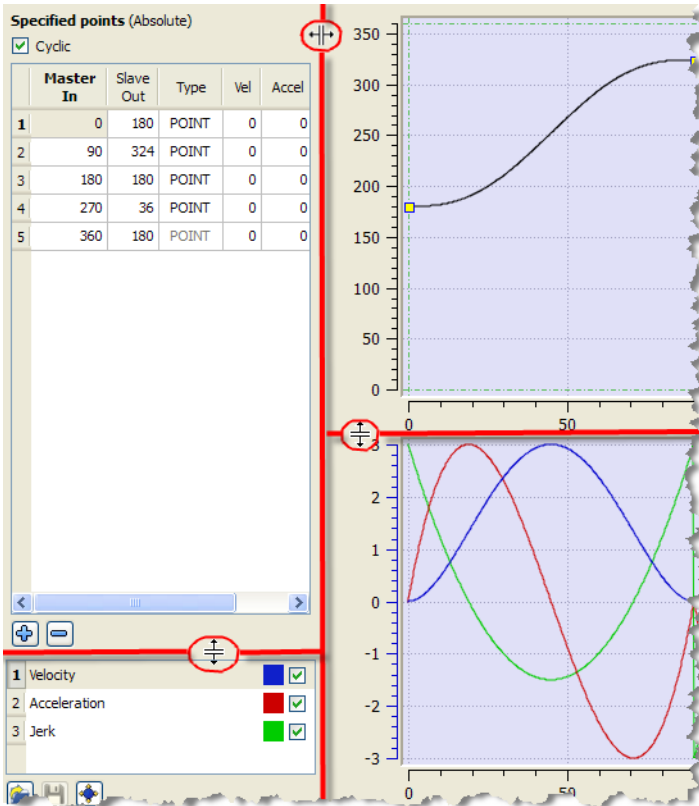 Specified points (Absolute)
Cyclic
Master In Slave Out Type Vel Accel
1 0 180 POINT 0 0
2 90 324 POINT 0 0
3 180 180 POINT 0 0
4 270 36 POINT 0 0
5 360 180 POINT 0 0
1 Velocity
2 Acceleration
3 Jerk
350
300
250
200
150
100
50
0
0 50
3
2
1
0
-1
-2
-3
0 50